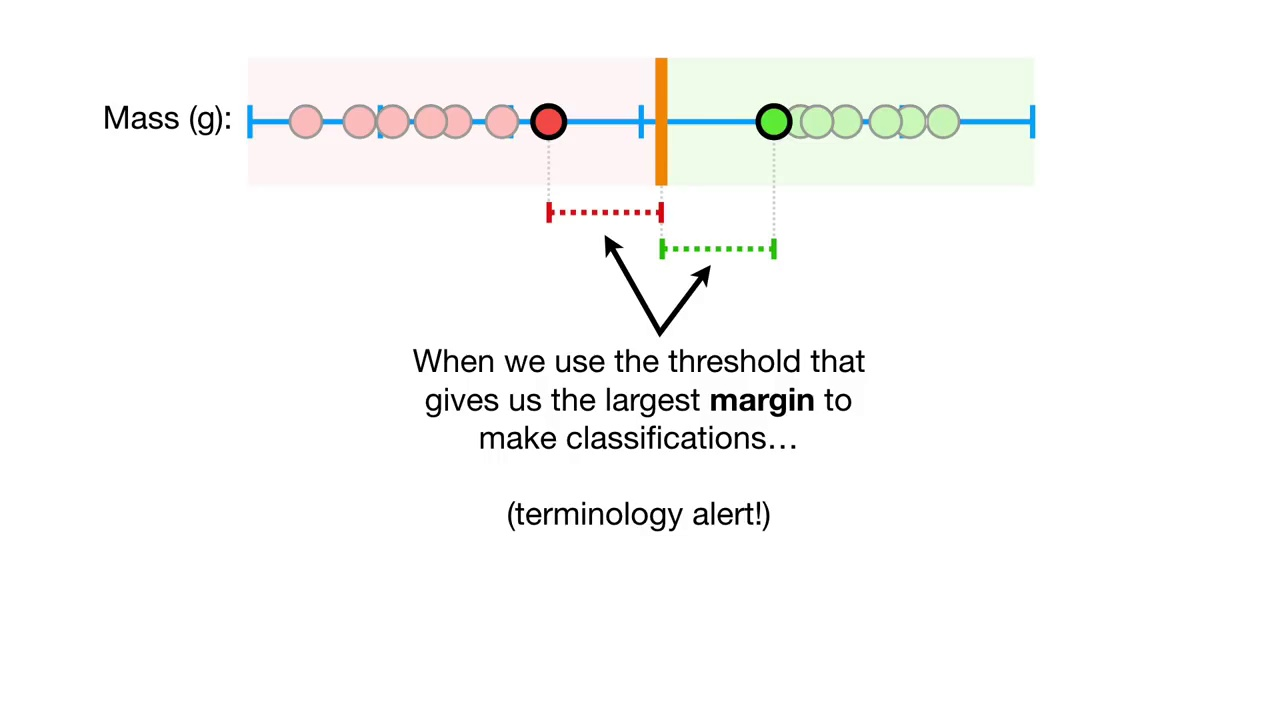 Mass (g):
When we use the threshold that
gives us the largest margin to
make classifications…
(terminology alert!)